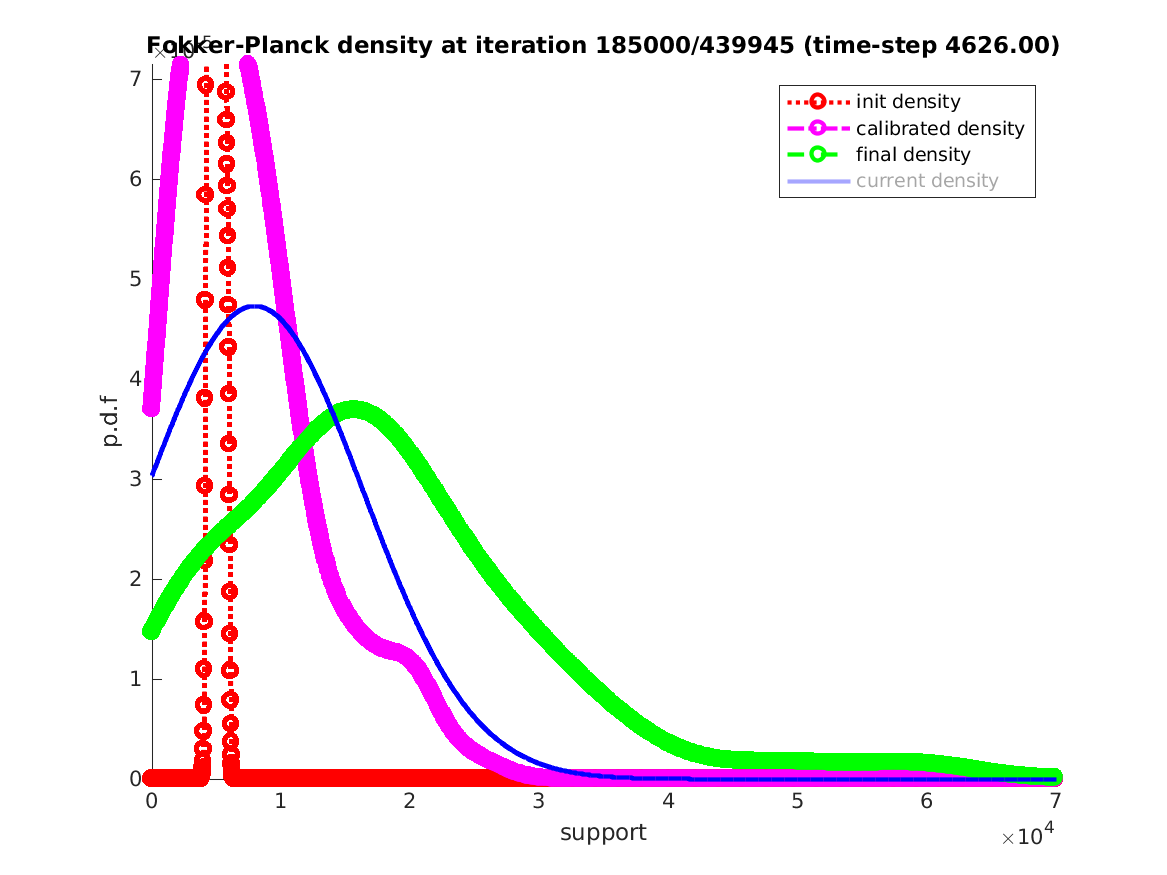 Fokker-Planck density at iteration 185000/439945 (time-step 4626.00)
init density
calibrated density
final density
current density
7
6
5
4
3
2
1
0
p.d.f
0 1 2 3 4 5 6 7
support
×10^4